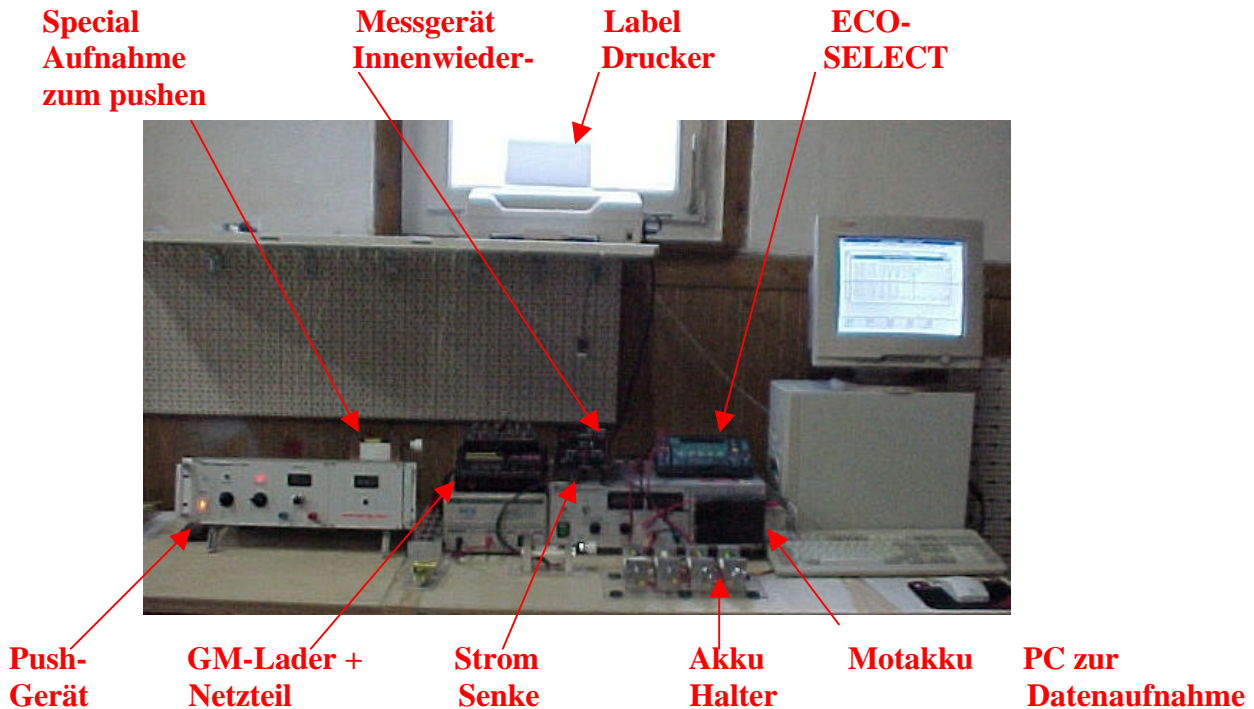 Special
Aufnahme
zum pushen
Messgerät
Innenwieder-
Label
Drucker
ECO-
SELECT
Push-
Gerät
GM-Lader +
Netzteil
Strom
Senke
Akku
Halter
Motakku
PC zur
Datenaufnahme